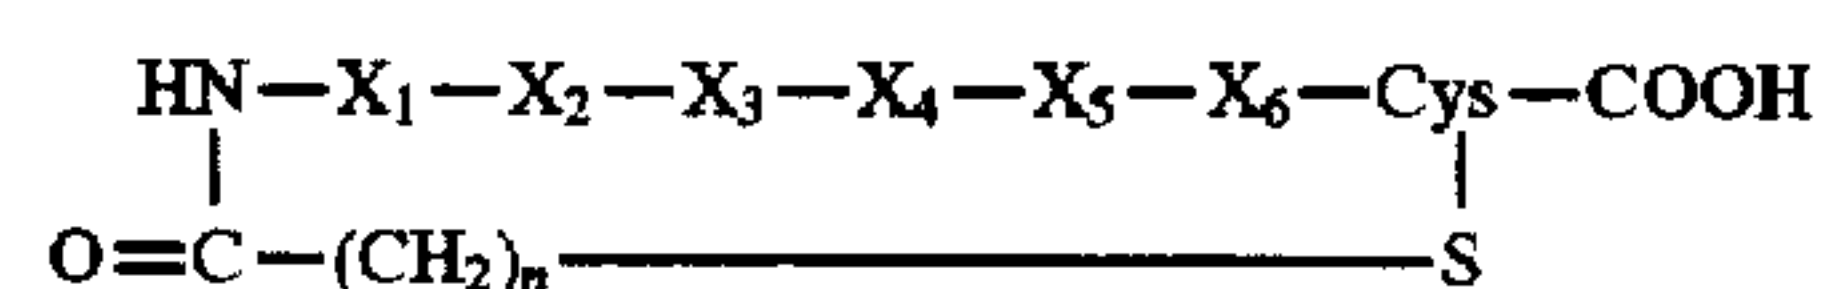 HN—X₁—X₂—X₃—X₄—X₅—X₆—Cys—COOH
O=C—(CH₂)ₙ—S